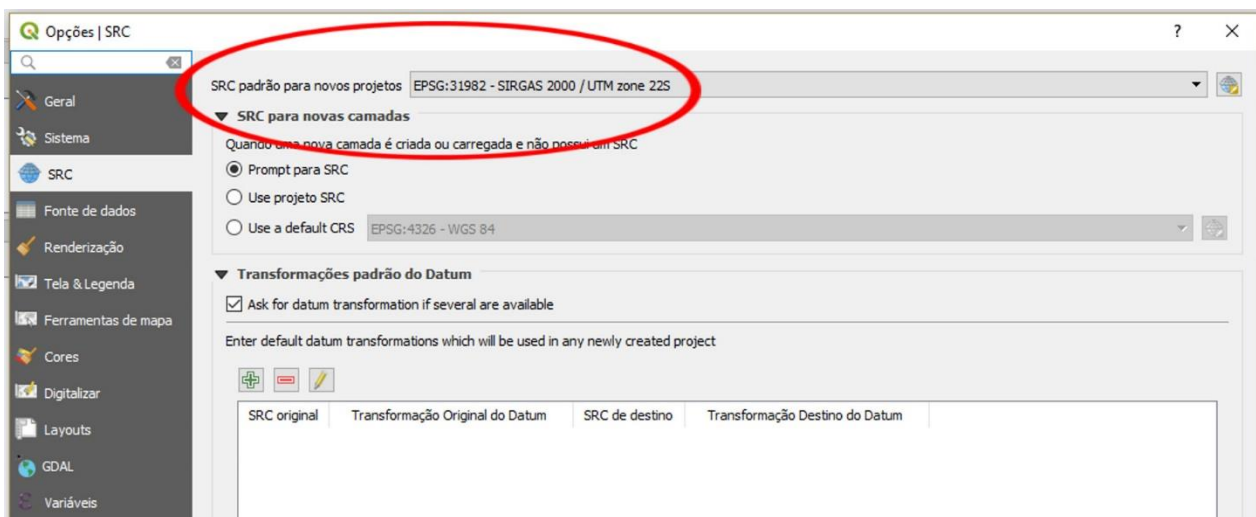 Opções | SRC
? X
SRC padrão para novos projetos EPSG:31982 - SIRGAS 2000 / UTM zone 22S
Geral
SRC para novas camadas
Sistema
Quando uma nova camada é criada ou carregada e não possui um SRC
Prompt para SRC
SRC
Use projeto SRC
Fonte de dados
Use a default CRS EPSG:4326 - WGS 84
Renderização
Transformações padrão do Datum
Tela & Legenda
Ask for datum transformation if several are available
Ferramentas de mapa
Enter default datum transformations which will be used in any newly created project
Cores
Digitalizar
SRC original Transformação Original do Datum SRC de destino Transformação Destino do Datum
Layouts
GDAL
Variáveis